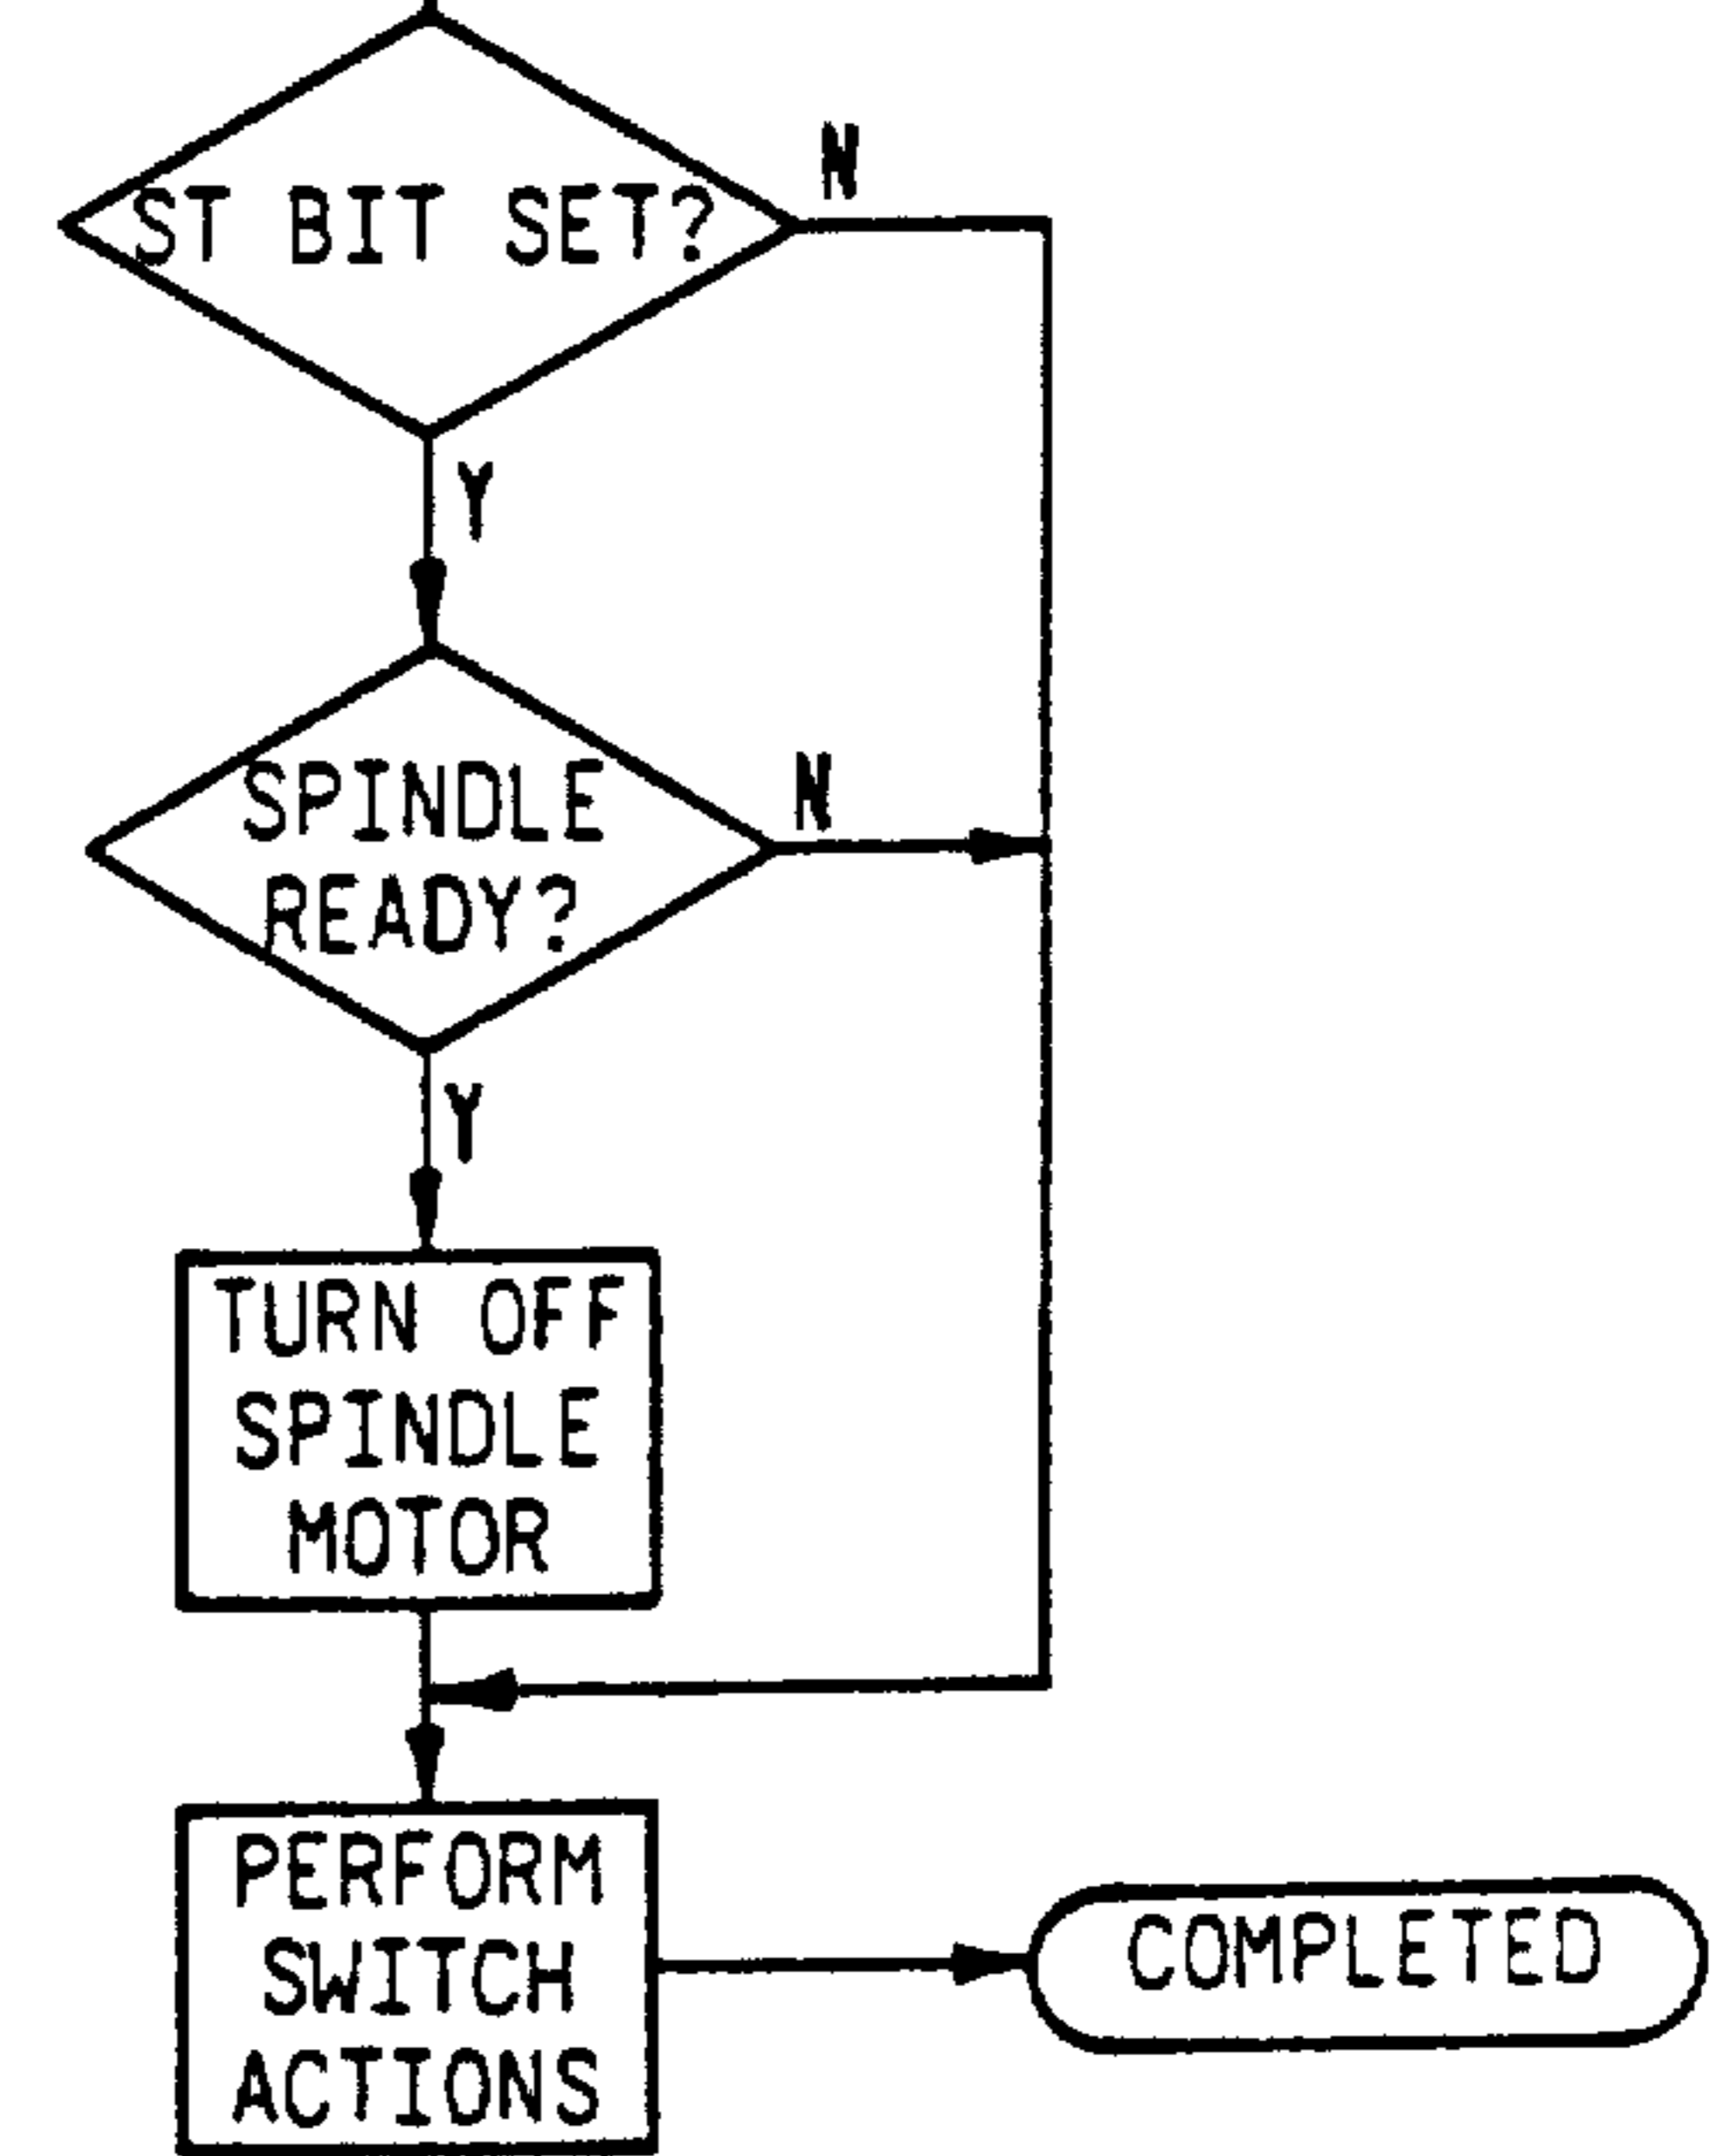 N
ST BIT SET?
Y
N
SPINDLE
READY?
Y
TURN OFF
SPINDLE
MOTOR
PERFORM
SWITCH
ACTIONS
COMPLETED